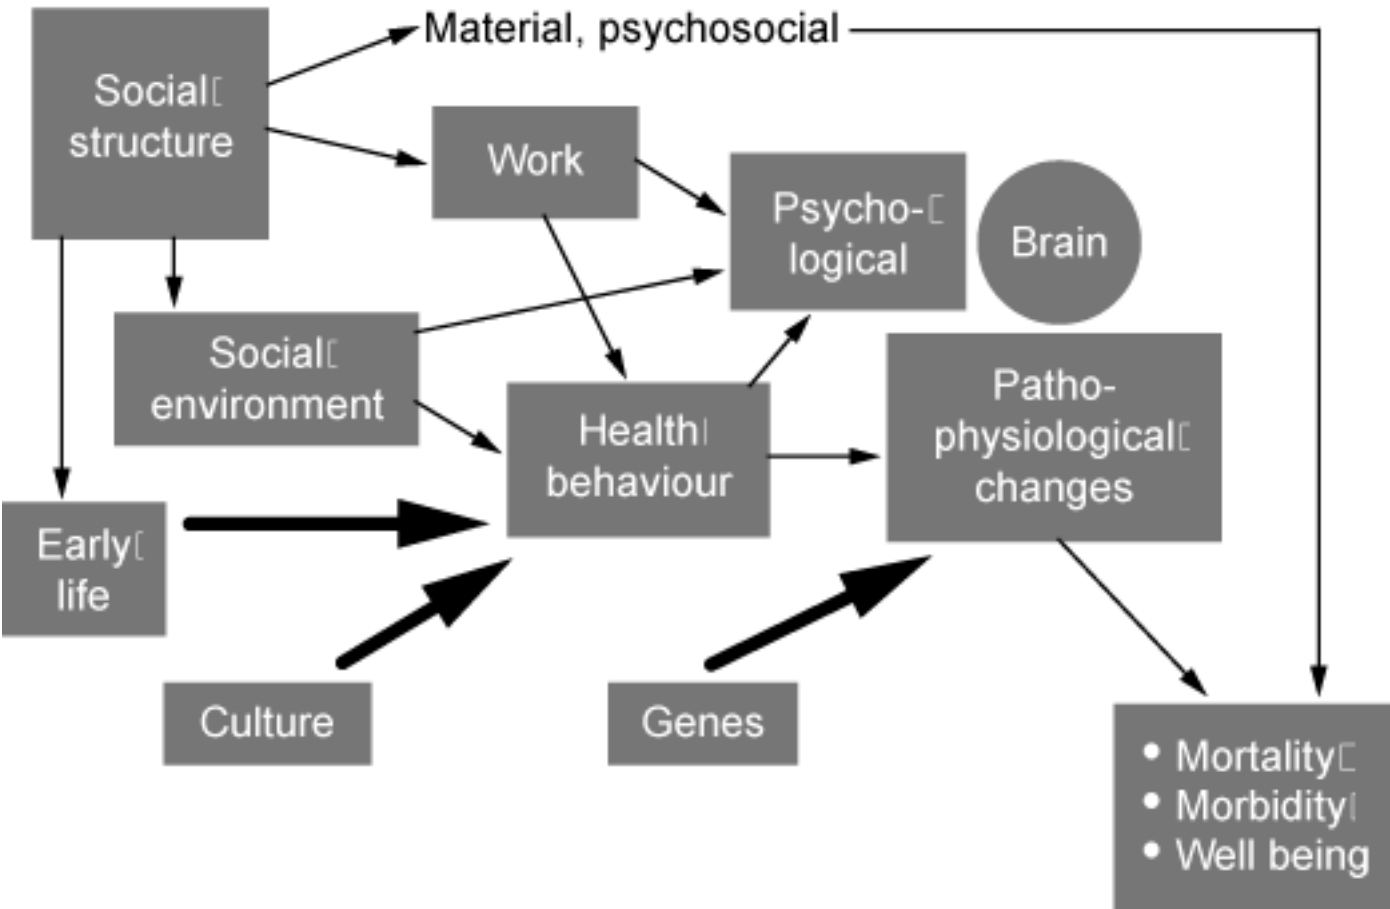 Material, psychosocial
Social
structure
Work
Psycho-
logical
Brain
Social
environment
Health
behaviour
Patho-
physiological
changes
Early
life
Culture
Genes
• Mortality
• Morbidity
• Well being